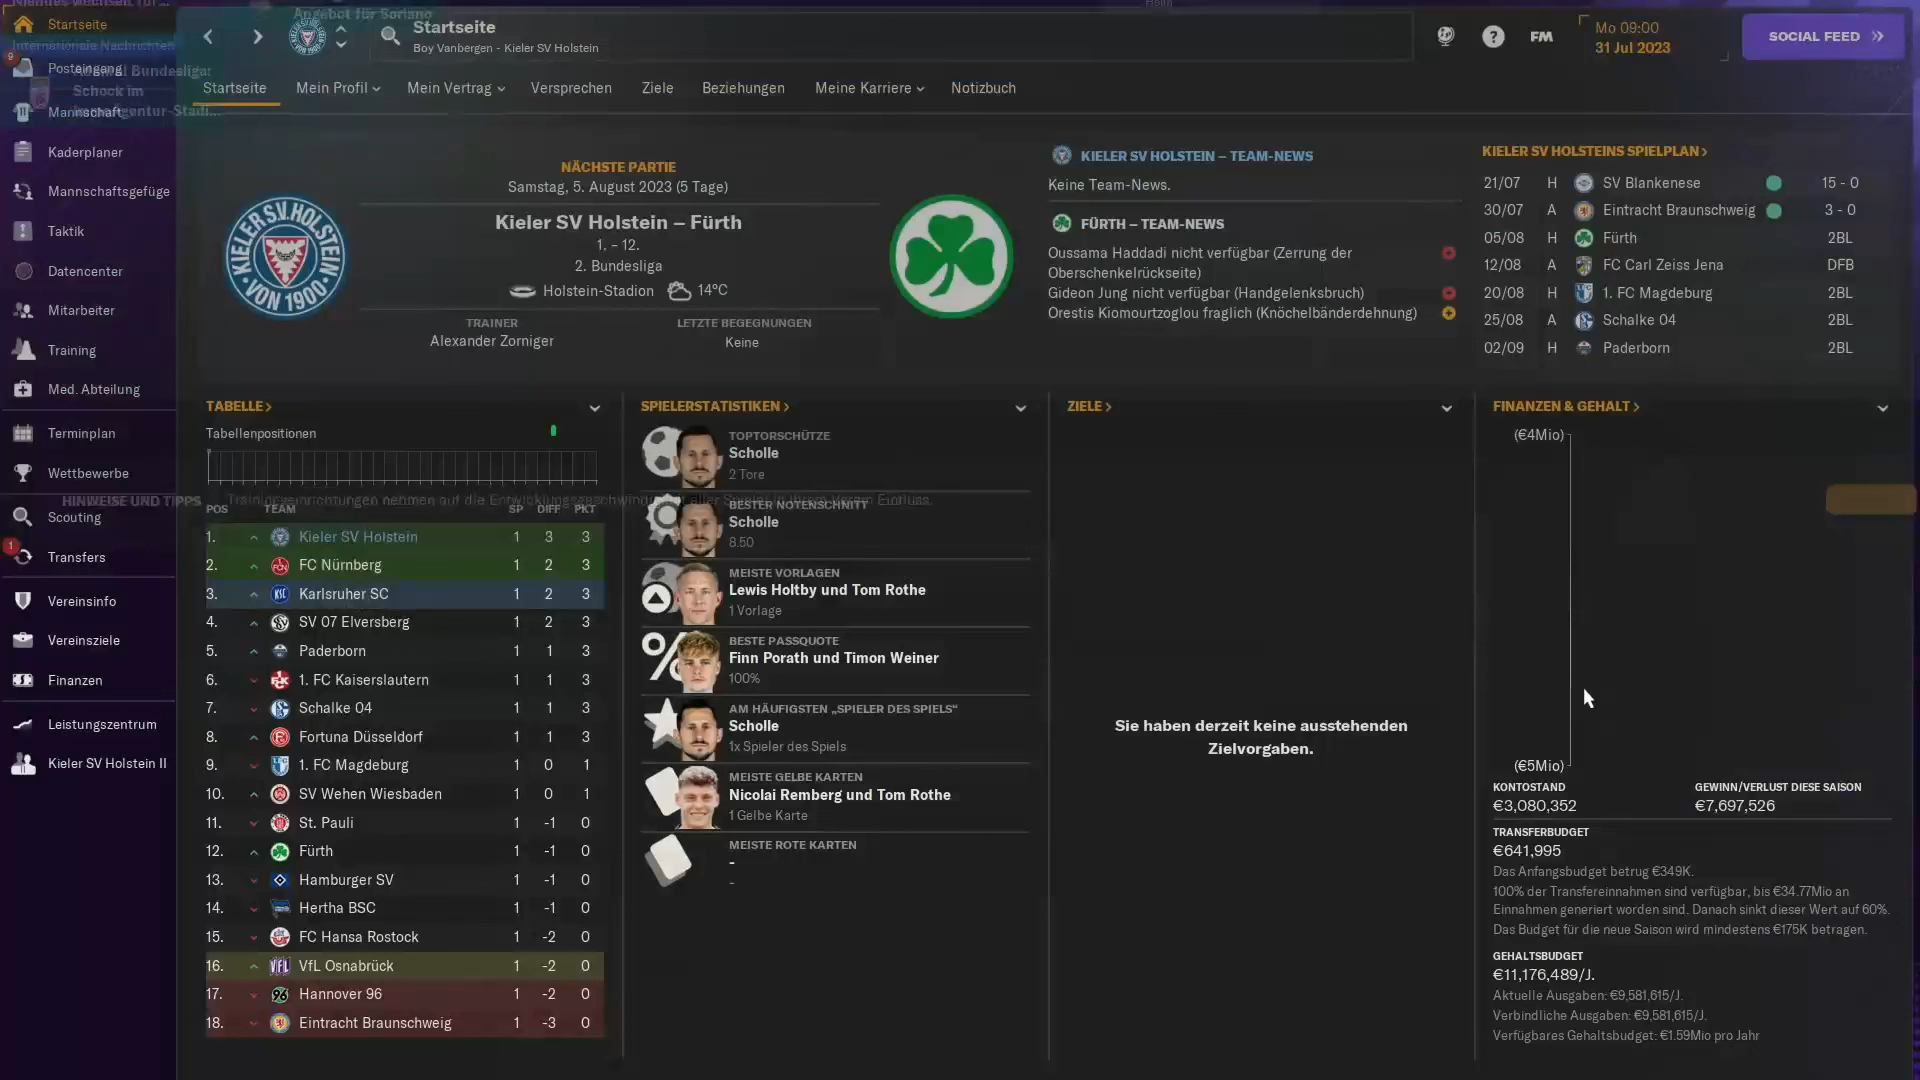 Startseite
9
Posteingang
Mannschaft
Kaderplaner
Mannschaftsgefüge
Taktik
Datencenter
Mitarbeiter
Training
Med. Abteilung
Terminplan
Wettbewerbe
Scouting
1
Transfers
Vereinsinfo
Vereinsziele
Finanzen
Leistungszentrum
Kieler SV Holstein II
Angebot für Soriano
Internationale Nachrichten
Schock im
HINWEISE UND TIPPS
Startseite
Boy Vanbergen - Kieler SV Holstein
?
FM
Mo 09:00
31 Jul 2023
SOCIAL FEED
Startseite Mein Profil Mein Vertrag Versprechen Ziele Beziehungen Meine Karriere Notizbuch
NÄCHSTE PARTIE
Samstag, 5. August 2023 (5 Tage)
Kieler SV Holstein – Fürth
1. - 12.
2. Bundesliga
Holstein-Stadion 14°C
TRAINER
Alexander Zorniger
LETZTE BEGEGNUNGEN
Keine
KIELER SV HOLSTEIN
VON 1900
KIELER SV HOLSTEIN – TEAM-NEWS
Keine Team-News.
FÜRTH – TEAM-NEWS
Oussama Haddadi nicht verfügbar (Zerrung der
Oberschenkelrückseite)
Gideon Jung nicht verfügbar (Handgelenksbruch)
Orestis Kiomourtzoglou fraglich (Knöchelbänderdehnung)
KIELER SV HOLSTEINS SPIELPLAN
21/07 H SV Blankenese 15 - 0
30/07 A Eintracht Braunschweig 3 - 0
05/08 H Fürth 2BL
12/08 A FC Carl Zeiss Jena DFB
20/08 H 1. FC Magdeburg 2BL
25/08 A Schalke 04 2BL
02/09 H Paderborn 2BL
TABELLE
Tabellenpositionen
POS TEAM SP DIFF PKT
1. Kieler SV Holstein 1 3 3
2. FC Nürnberg 1 2 3
3. Karlsruher SC 1 2 3
4. SV 07 Elversberg 1 2 3
5. Paderborn 1 1 3
6. 1. FC Kaiserslautern 1 1 3
7. Schalke 04 1 1 3
8. Fortuna Düsseldorf 1 1 3
9. 1. FC Magdeburg 1 0 1
10. SV Wehen Wiesbaden 1 0 1
11. St. Pauli 1 -1 0
12. Fürth 1 -1 0
13. Hamburger SV 1 -1 0
14. Hertha BSC 1 -1 0
15. FC Hansa Rostock 1 -2 0
16. VfL Osnabrück 1 -2 0
17. Hannover 96 1 -2 0
18. Eintracht Braunschweig 1 -3 0
SPIELERSTATISTIKEN
TOPTORSCHÜTZE
Scholle
2 Tore
BESTER NOTENSCHNITT
Scholle
8.50
MEISTE VORLAGEN
Lewis Holtby und Tom Rothe
1 Vorlage
BESTE PASSQUOTE
Finn Porath und Timon Weiner
100%
AM HÄUFIGSTEN „SPIELER DES SPIELS“
Scholle
1x Spieler des Spiels
MEISTE GELBE KARTEN
Nicolai Remberg und Tom Rothe
1 Gelbe Karte
MEISTE ROTE KARTEN
-
-
ZIELE
Sie haben derzeit keine ausstehenden
Zielvorgaben.
FINANZEN & GEHALT
(€4Mio)
(€5Mio)
KONTOSTAND
€3,080,352
GEWINN/VERLUST DIESE SAISON
€7,697,526
TRANSFERBUDGET
€641,995
Das Anfangsbudget betrug €349K.
100% der Transfereinnahmen sind verfügbar, bis €34.77Mio an
Einnahmen generiert worden sind. Danach sinkt dieser Wert auf 60%.
Das Budget für die neue Saison wird mindestens €175K betragen.
GEHALTSBUDGET
€11,176,489/J.
Aktuelle Ausgaben: €9,581,615/J.
Verbindliche Ausgaben: €9,581,615/J.
Verfügbares Gehaltsbudget: €1.59Mio pro Jahr